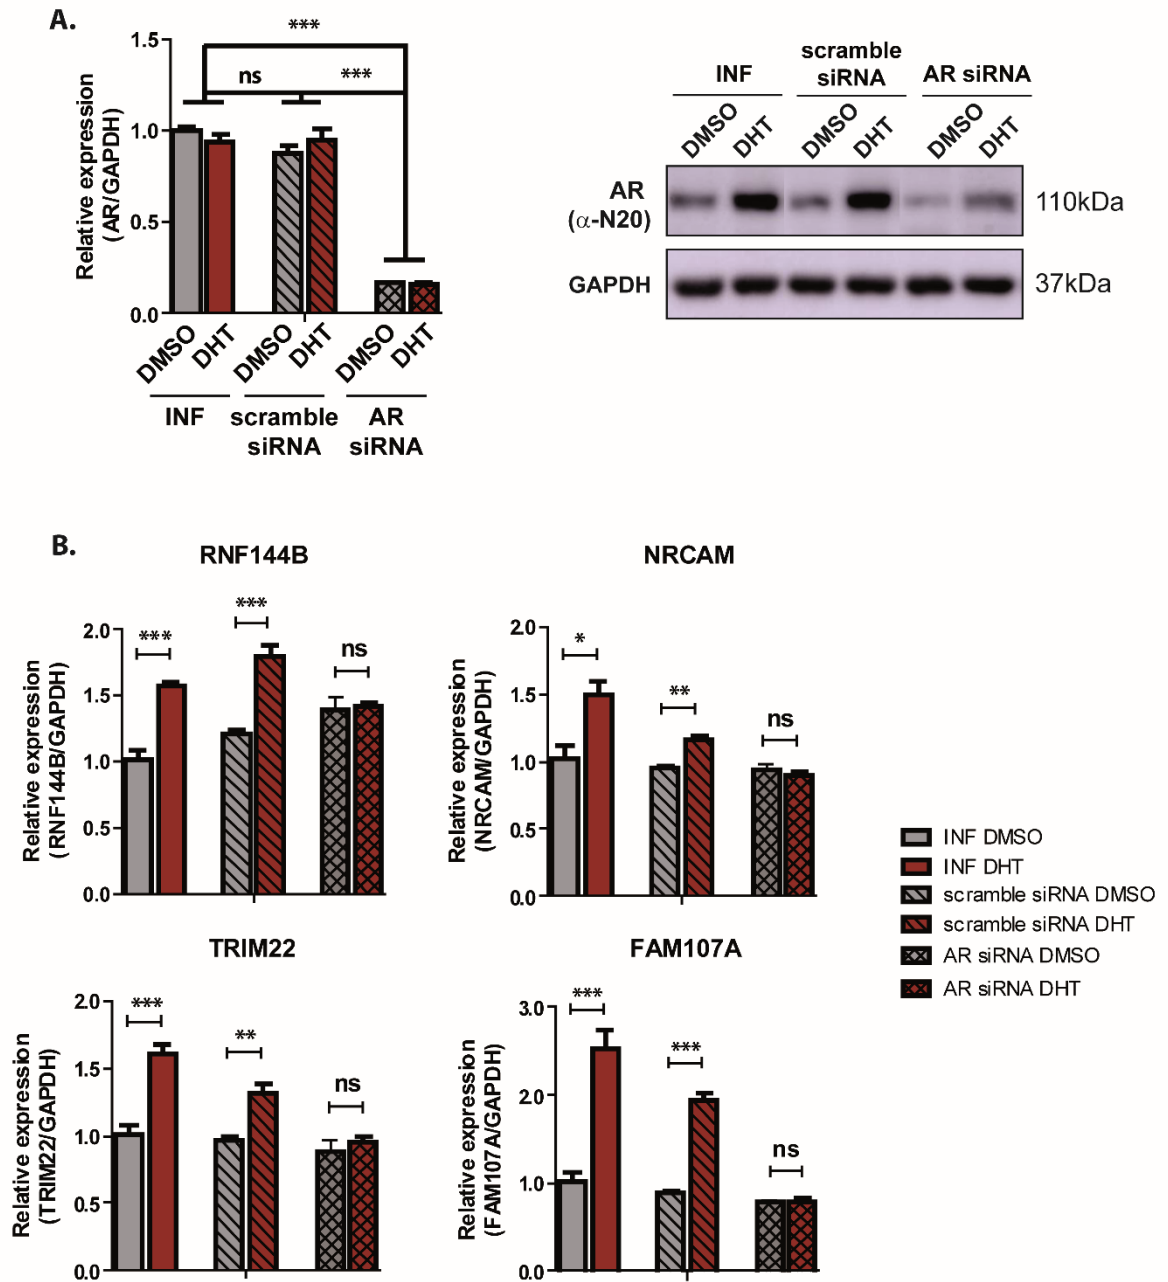 A.
Relative expression
(AR/GAPDH)
1.5
1.0
0.5
0.0
***
ns
***
DMSO
DHT
DMSO
DHT
DMSO
DHT
INF
scramble
siRNA
AR
siRNA
INF
scramble
siRNA
AR siRNA
DMSO
DHT
DMSO
DHT
DMSO
DHT
AR
(α-N20)
110kDa
GAPDH
37kDa
B.
RNF144B
Relative expression
(RNF144B/GAPDH)
2.0
1.5
1.0
0.5
0.0
***
***
ns
NRCAM
Relative expression
(NRCAM/GAPDH)
2.0
1.5
1.0
0.5
0.0
*
**
ns
INF DMSO
INF DHT
scramble siRNA DMSO
scramble siRNA DHT
AR siRNA DMSO
AR siRNA DHT
TRIM22
Relative expression
(TRIM22/GAPDH)
2.0
1.5
1.0
0.5
0.0
***
**
ns
FAM107A
Relative expression
(FAM107A/GAPDH)
3.0
2.0
1.0
0.0
***
***
ns